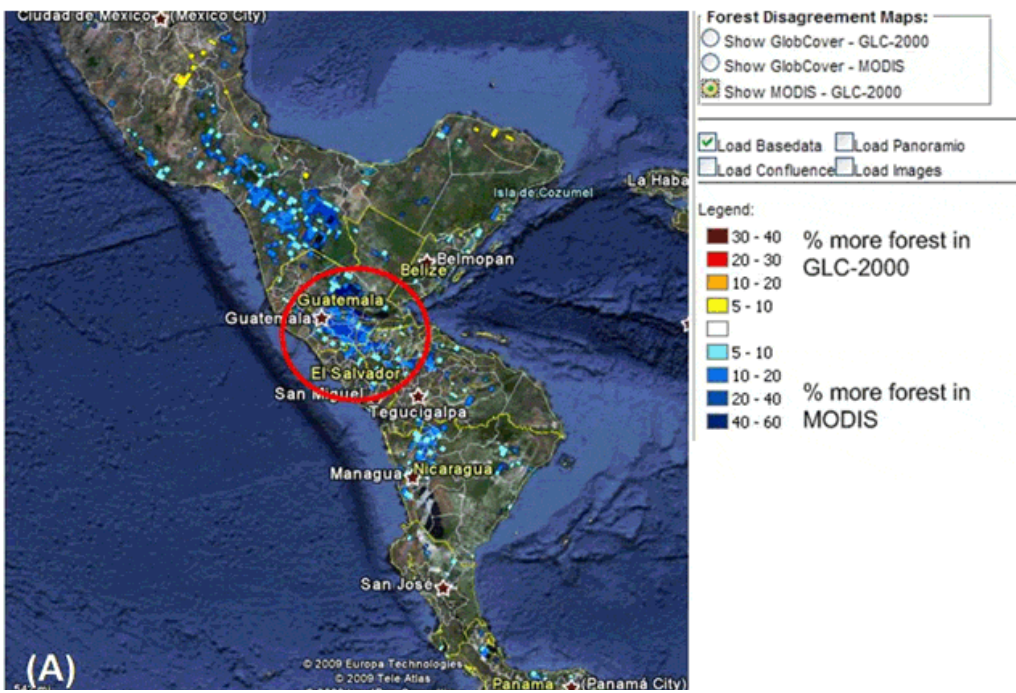 Ciudad de México (Mexico City)
Isla de Cozumel
La Haba
Belmopan
Belize
Guatemala
Guatemala
El Salvador
San Miguel
Tegucigalpa
Managua
Nicaragua
San José
© 2009 Europa Technologies
© 2009 Tele Atlas
(A)
Panama
(Panamá City)
Forest Disagreement Maps:
Show GlobCover - GLC-2000
Show GlobCover - MODIS
Show MODIS - GLC-2000
Load Basedata Load Panoramio
Load Confluence Load Images
Legend:
30 - 40
20 - 30
10 - 20
5 - 10
% more forest in
GLC-2000
5 - 10
10 - 20
20 - 40
40 - 60
% more forest in
MODIS